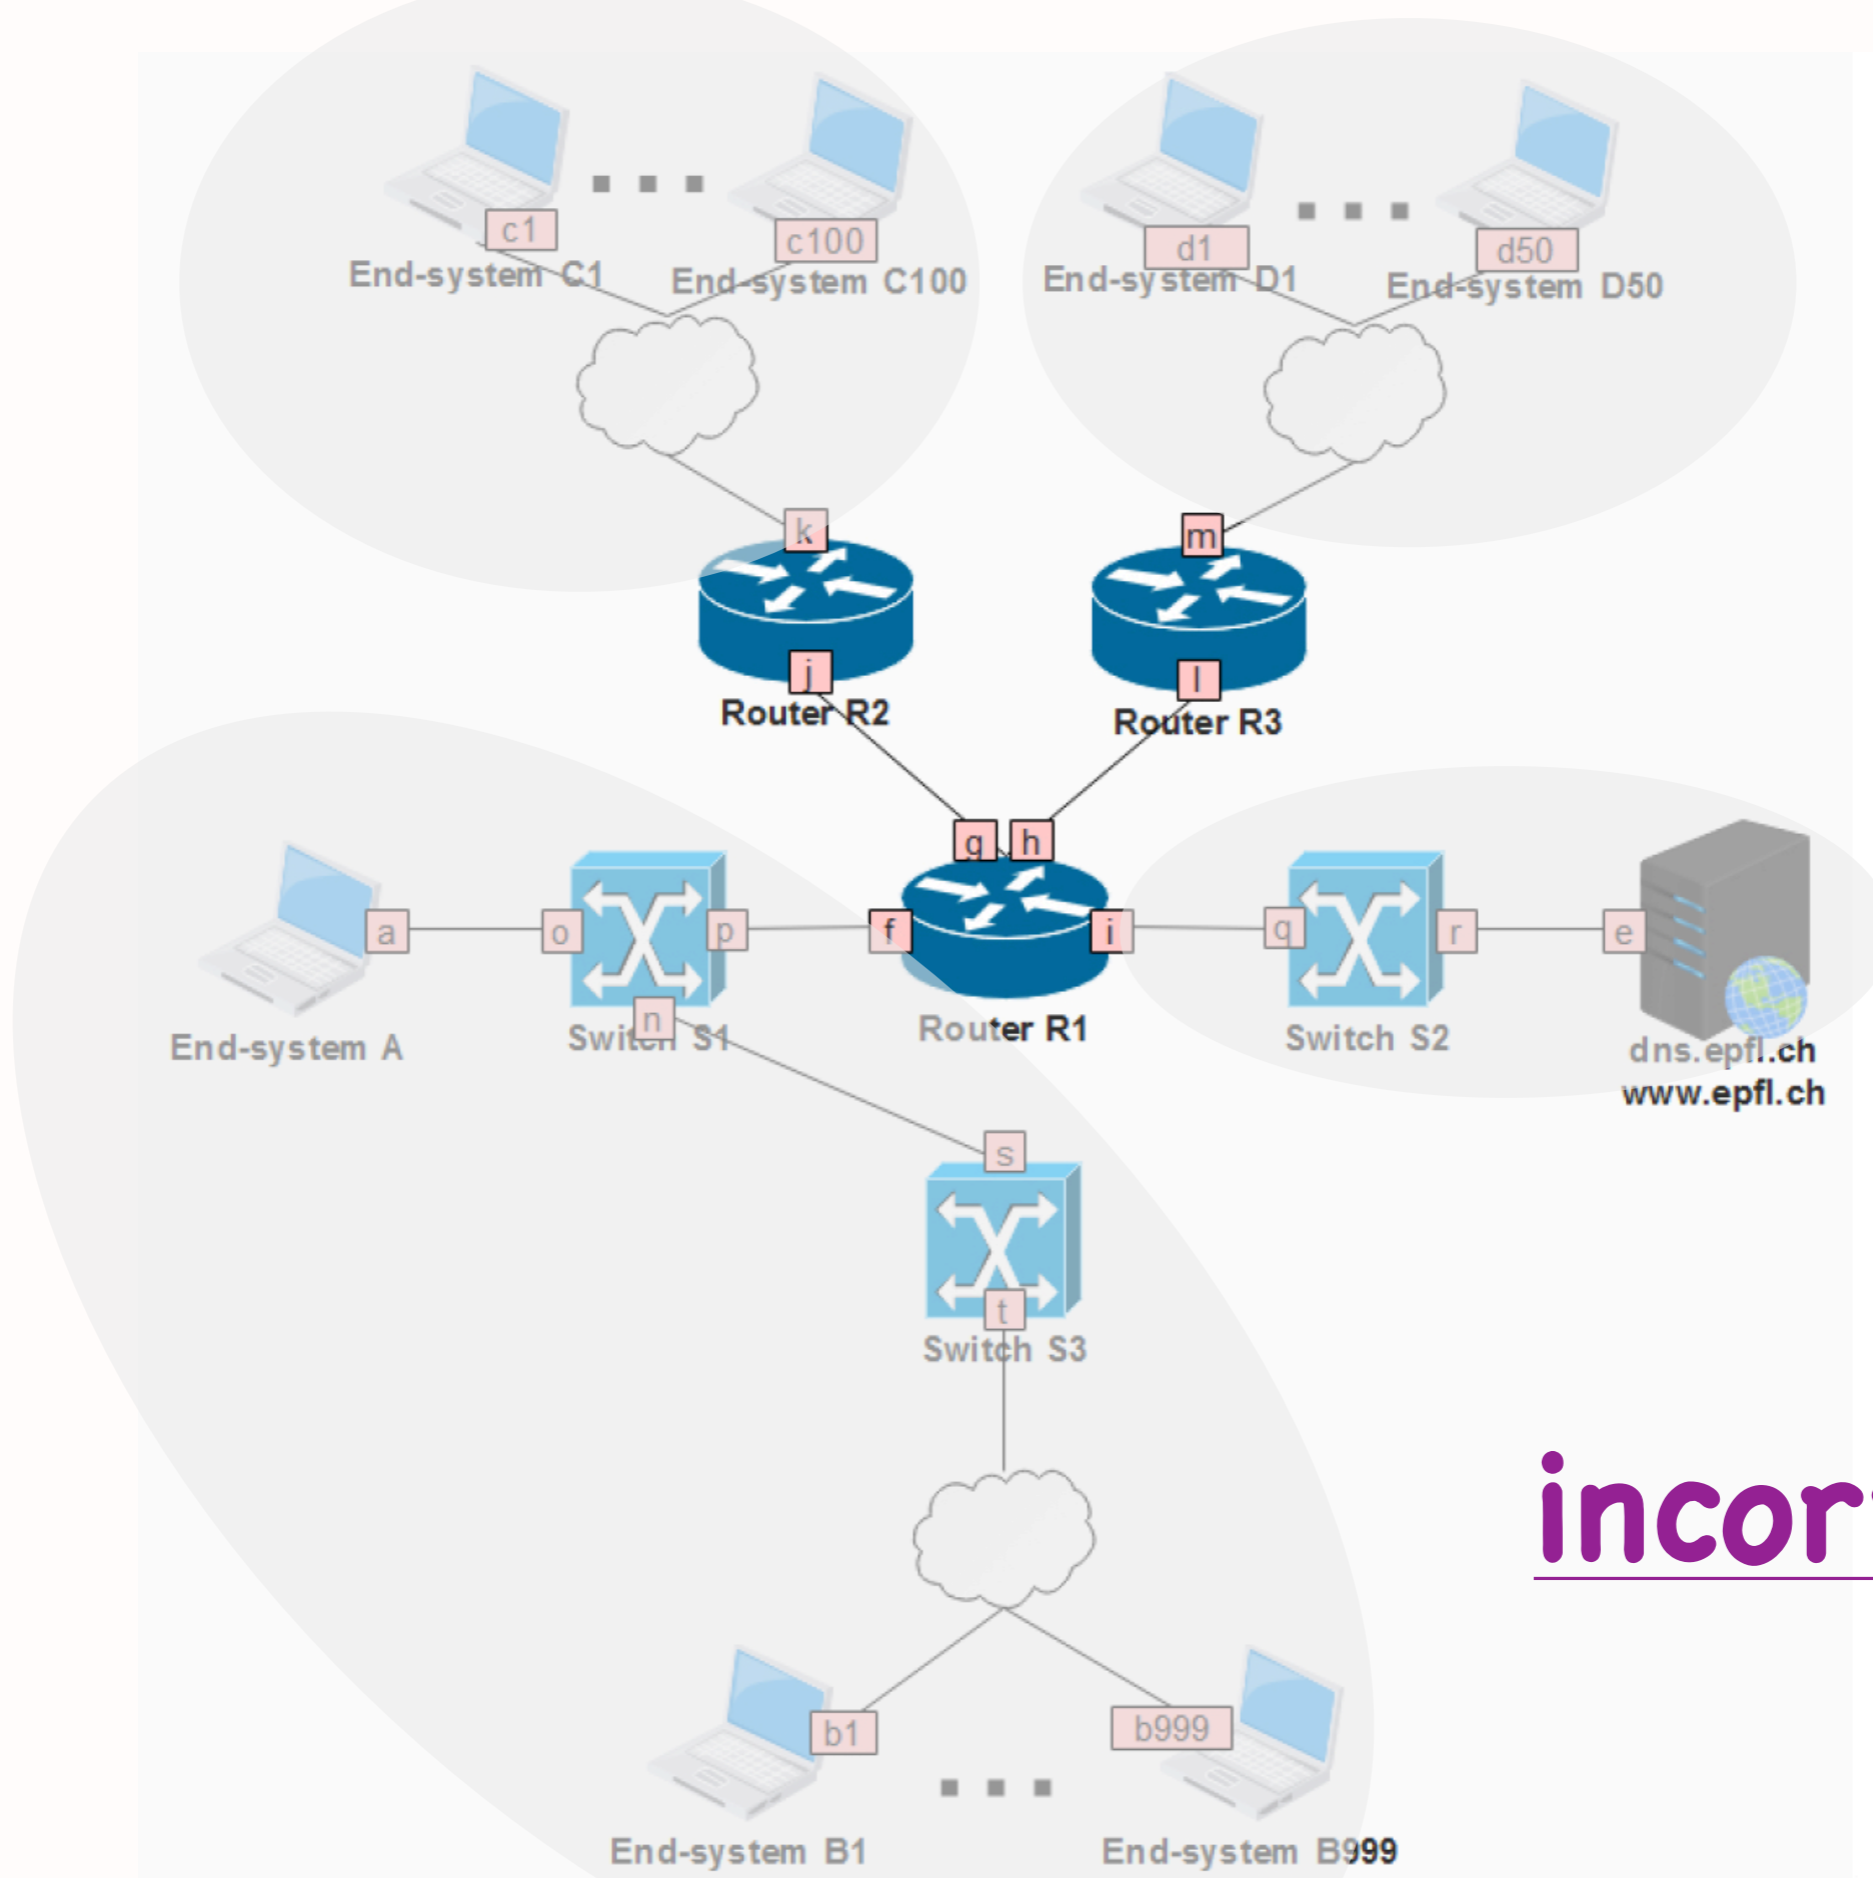 c1
c100
d1
d50
End-system C1
End-system C100
End-system D1
End-system D50
k
m
j
l
Router R2
Router R3
g
h
a
o
p
f
i
q
r
e
End-system A
n
Switch S1
Router R1
Switch S2
dns.epfl.ch
www.epfl.ch
s
t
Switch S3
b1
b999
End-system B1
End-system B999